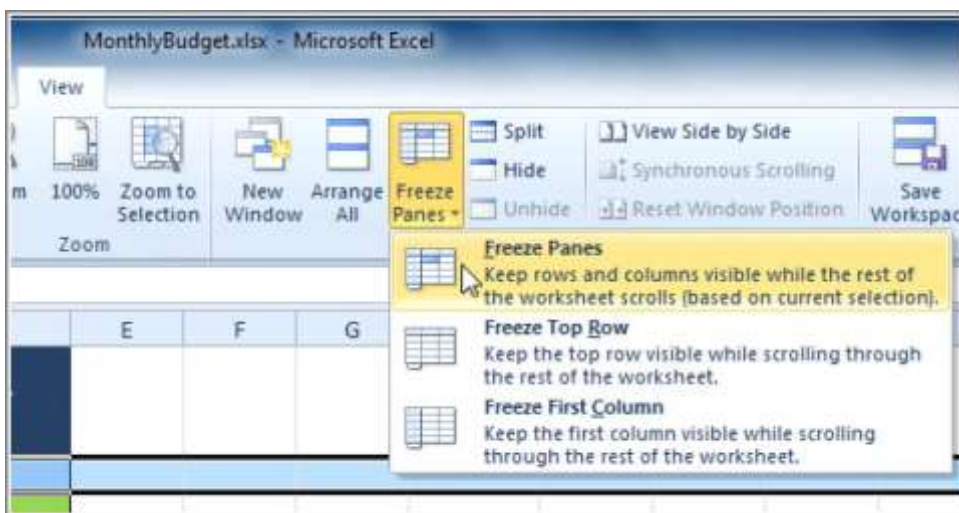 MonthlyBudget.xlsx - Microsoft Excel
View
m
100%
Zoom to
Selection
New
Window
Arrange
All
Freeze
Panes
Split
Hide
Unhide
View Side by Side
Synchronous Scrolling
Reset Window Position
Save
Workspac
Zoom
Freeze Panes
Keep rows and columns visible while the rest of
the worksheet scrolls (based on current selection).
Freeze Top Row
Keep the top row visible while scrolling through
the rest of the worksheet.
Freeze First Column
Keep the first column visible while scrolling
through the rest of the worksheet.
E F G